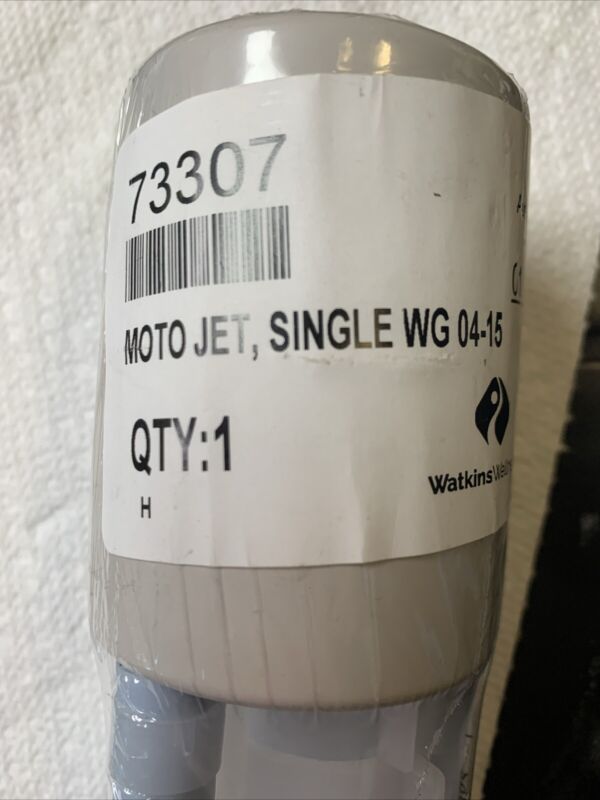 73307
MOTO JET, SINGLE WG 04-15
QTY:1
H
Watkins